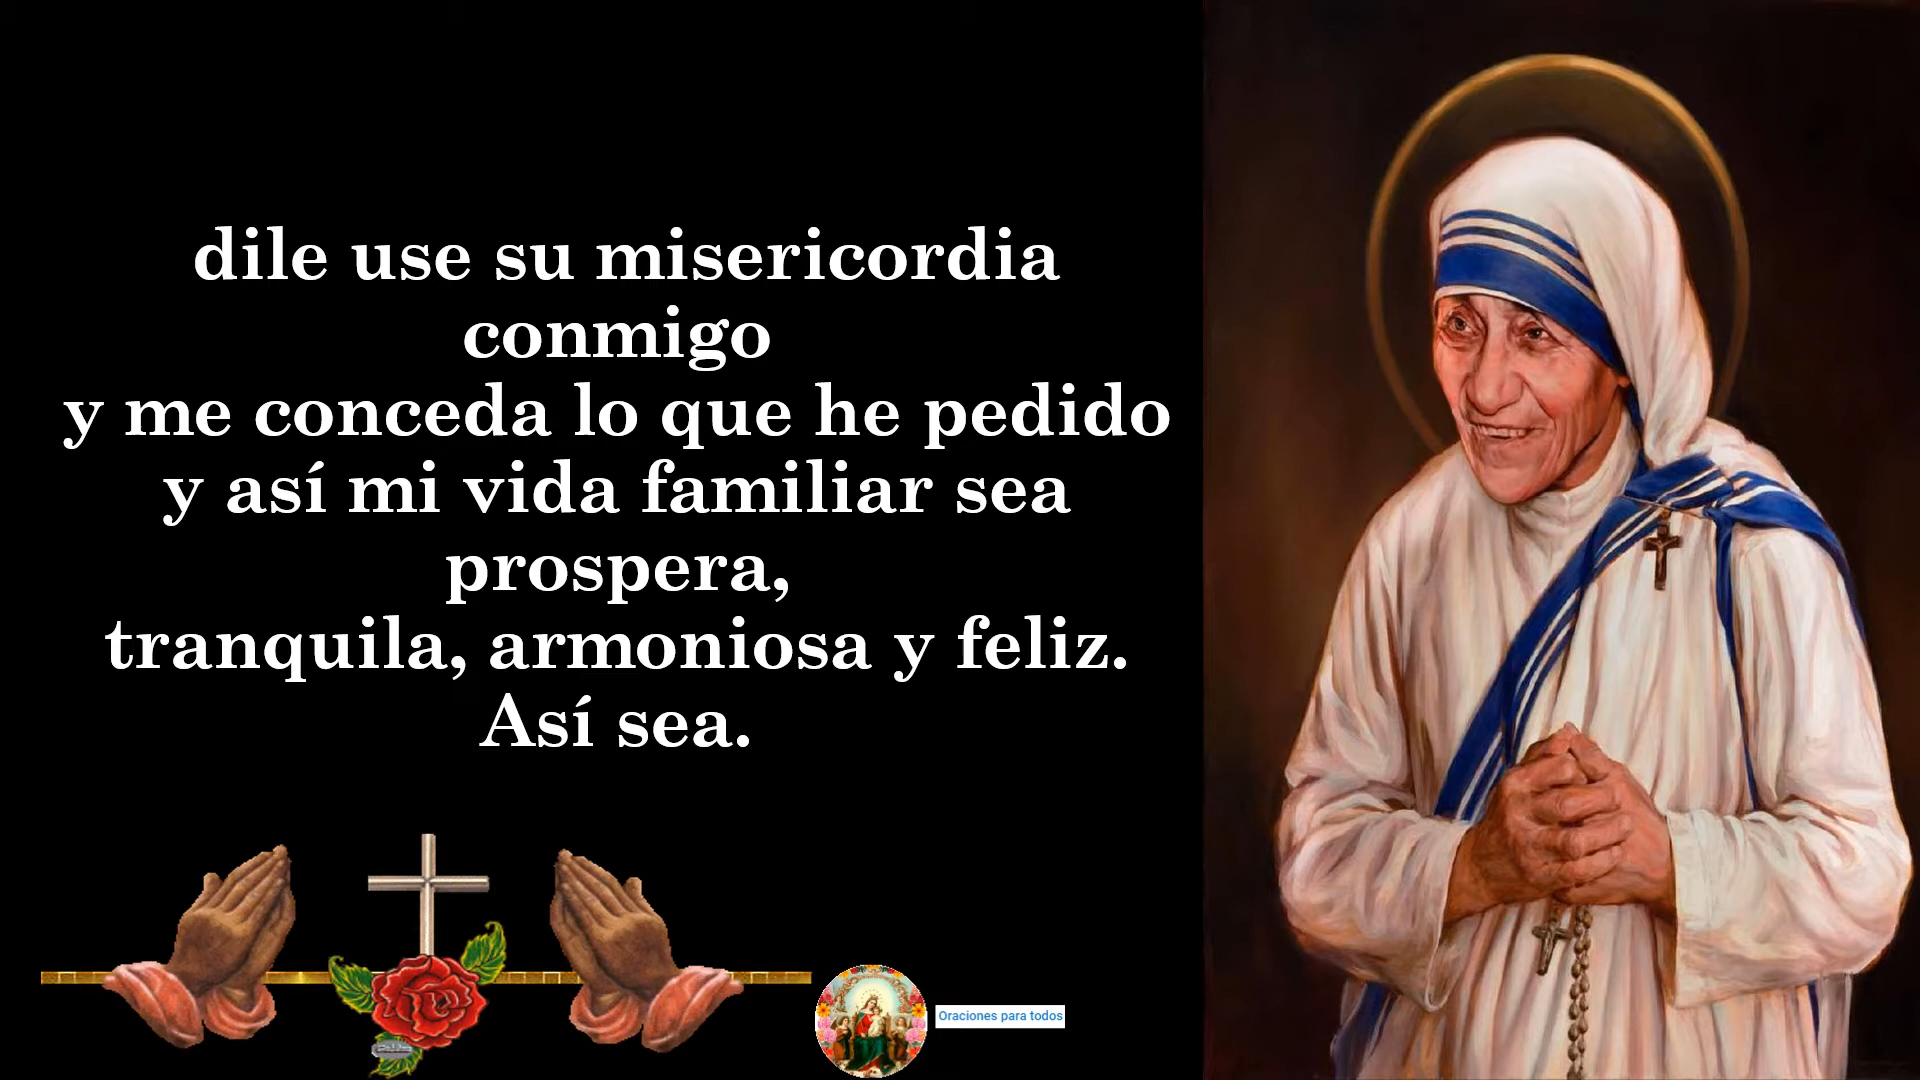 dile use su misericordia
conmigo
y me conceda lo que he pedido
y así mi vida familiar sea
prospera,
tranquila, armoniosa y feliz.
Así sea.
Oraciones para todos